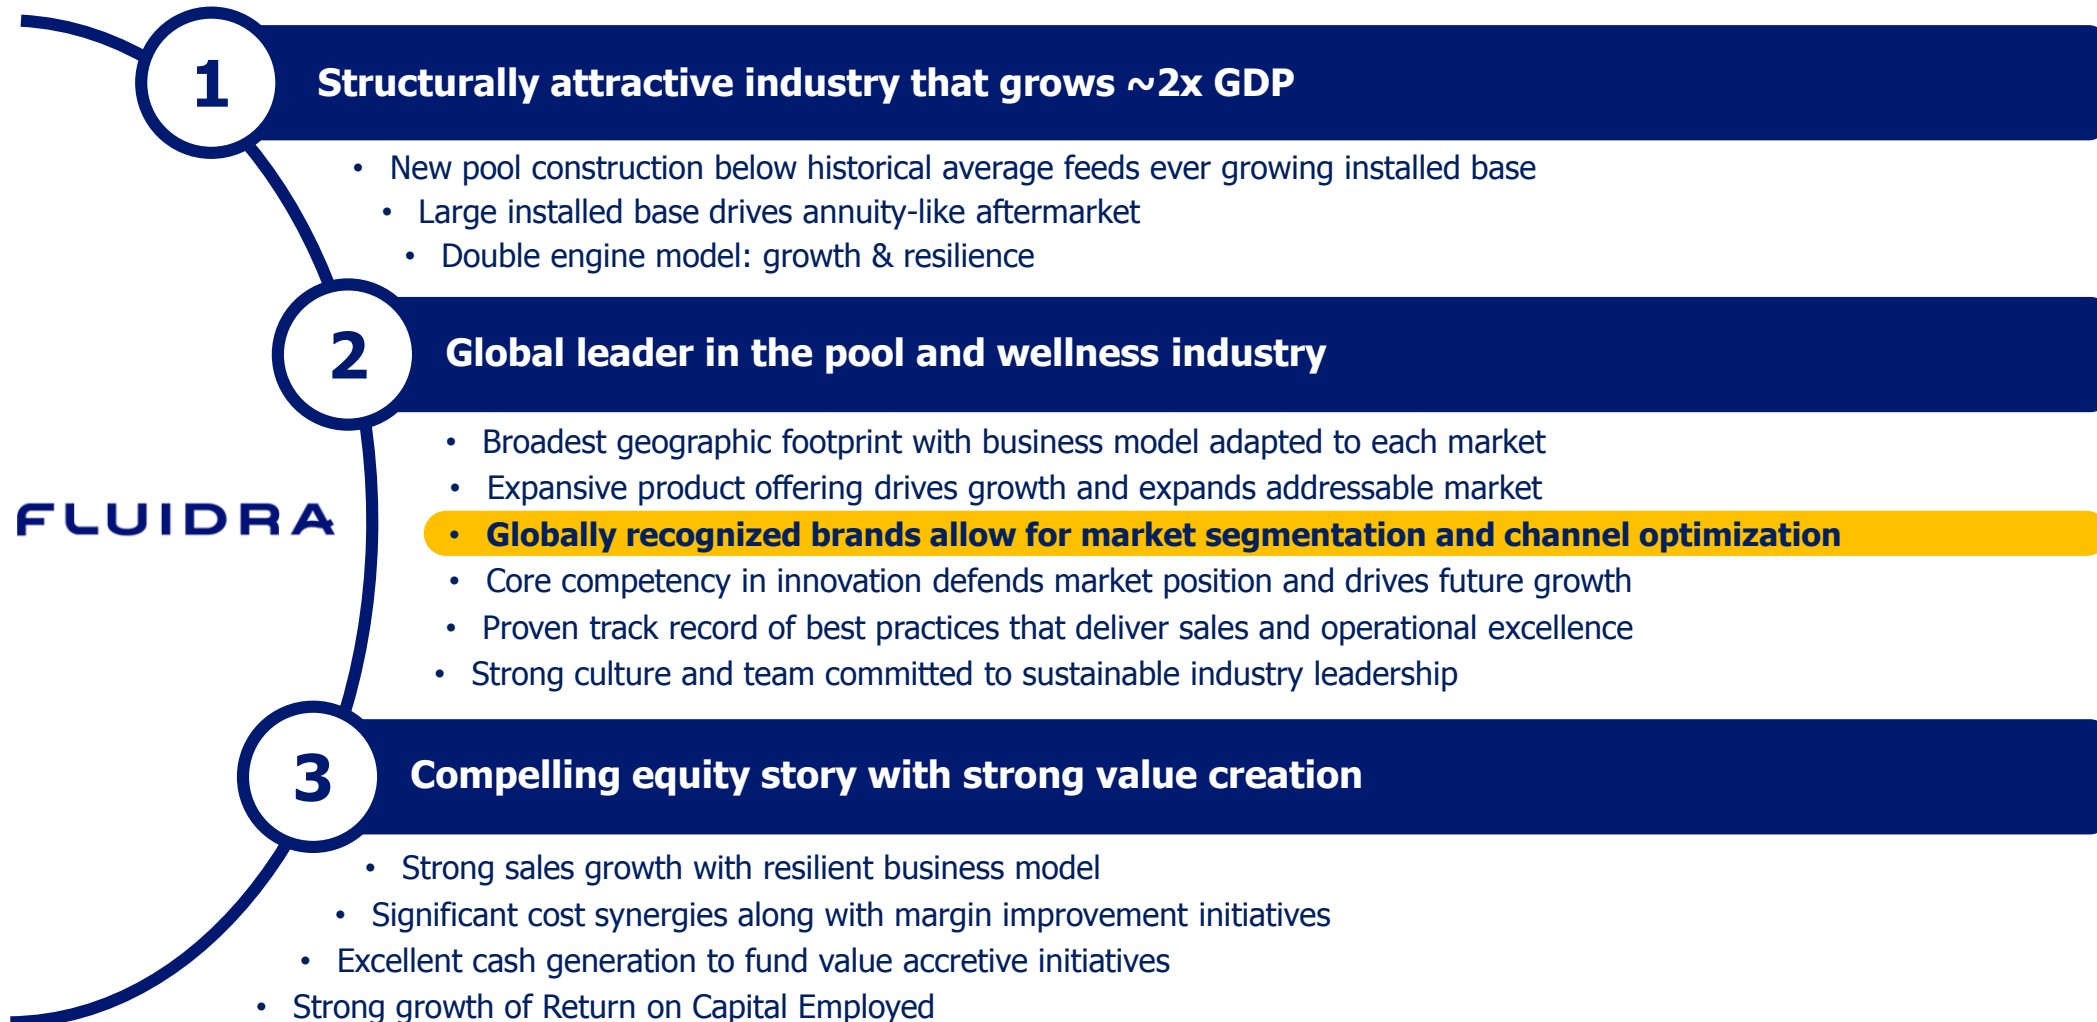 1
Structurally attractive industry that grows ~2x GDP
• New pool construction below historical average feeds ever growing installed base
• Large installed base drives annuity-like aftermarket
• Double engine model: growth & resilience
2
Global leader in the pool and wellness industry
• Broadest geographic footprint with business model adapted to each market
• Expansive product offering drives growth and expands addressable market
FLUIDRA
• Globally recognized brands allow for market segmentation and channel optimization
• Core competency in innovation defends market position and drives future growth
• Proven track record of best practices that deliver sales and operational excellence
• Strong culture and team committed to sustainable industry leadership
3
Compelling equity story with strong value creation
• Strong sales growth with resilient business model
• Significant cost synergies along with margin improvement initiatives
• Excellent cash generation to fund value accretive initiatives
• Strong growth of Return on Capital Employed